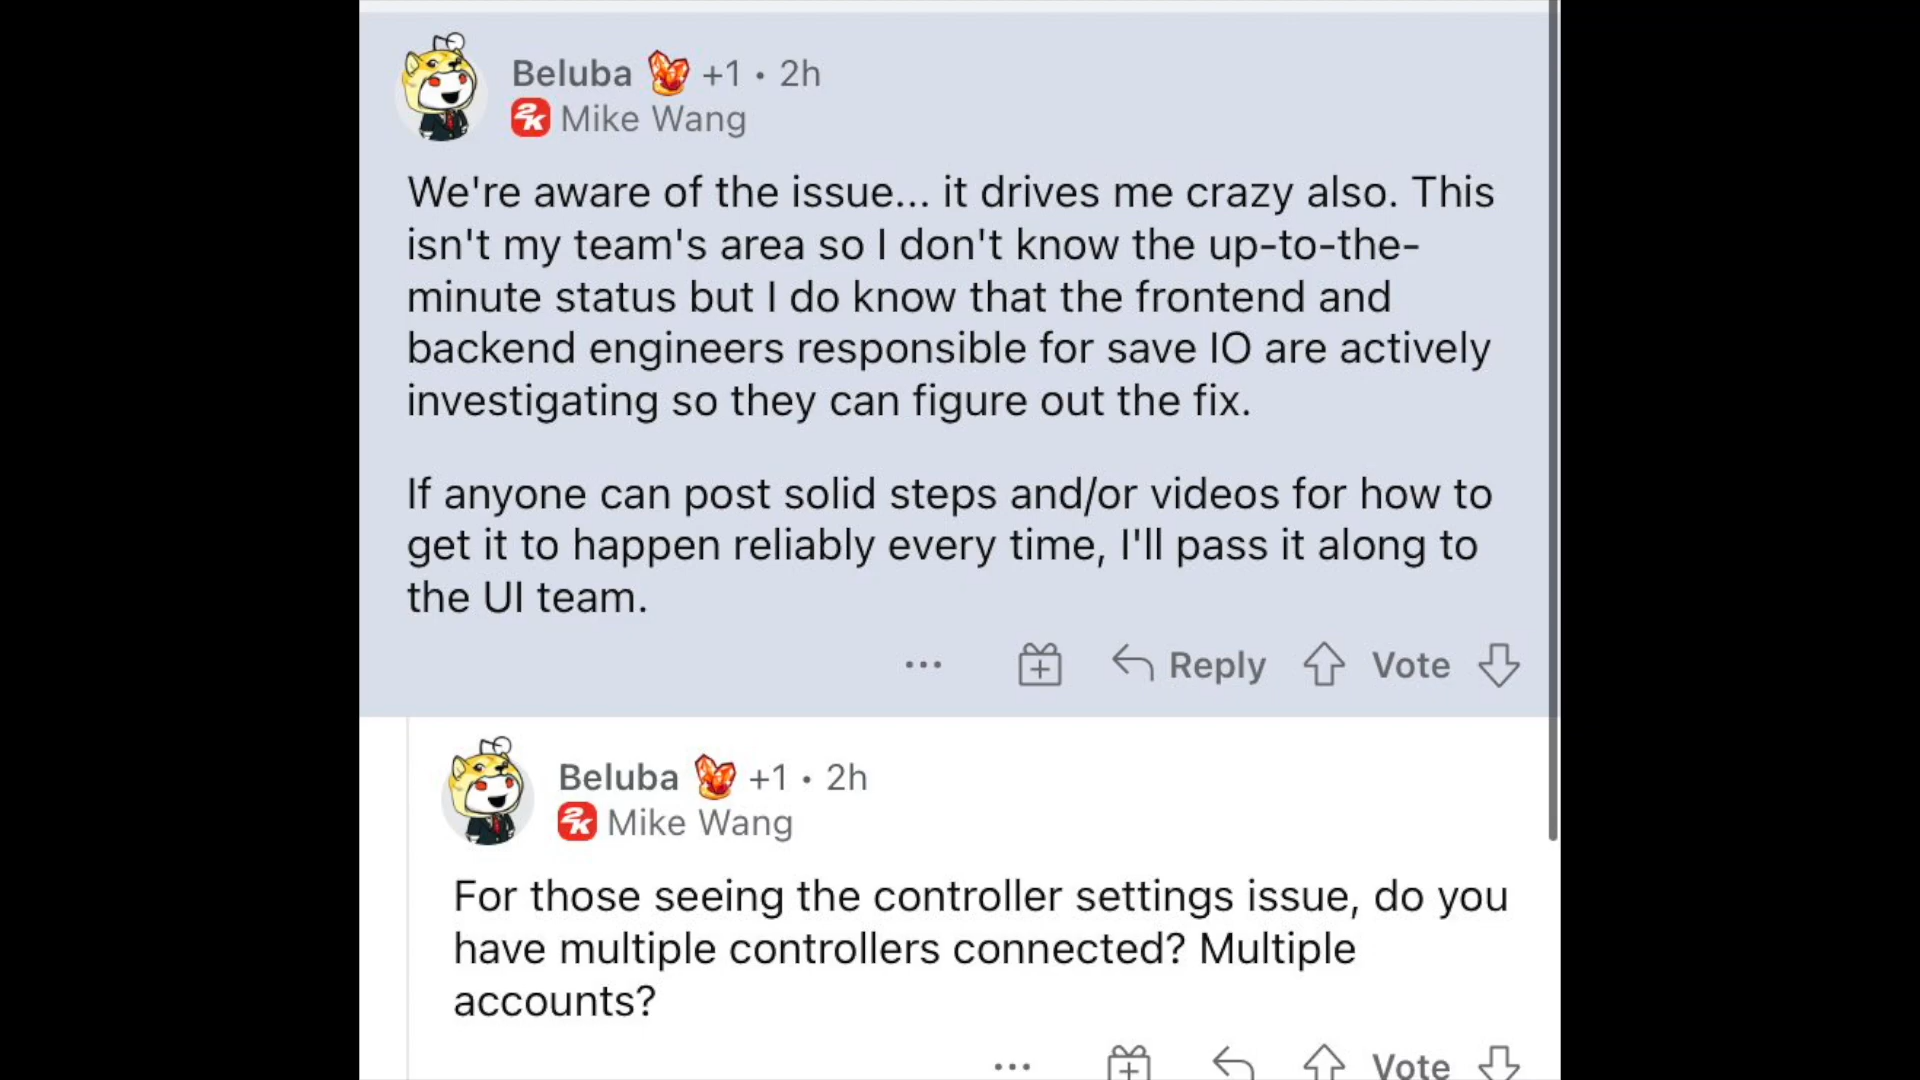 Beluba +1 • 2h
2K Mike Wang
We're aware of the issue... it drives me crazy also. This
isn't my team's area so I don't know the up-to-the-
minute status but I do know that the frontend and
backend engineers responsible for save IO are actively
investigating so they can figure out the fix.
If anyone can post solid steps and/or videos for how to
get it to happen reliably every time, I'll pass it along to
the UI team.
... Reply Vote
Beluba +1 • 2h
2K Mike Wang
For those seeing the controller settings issue, do you
have multiple controllers connected? Multiple
accounts?
... Vote